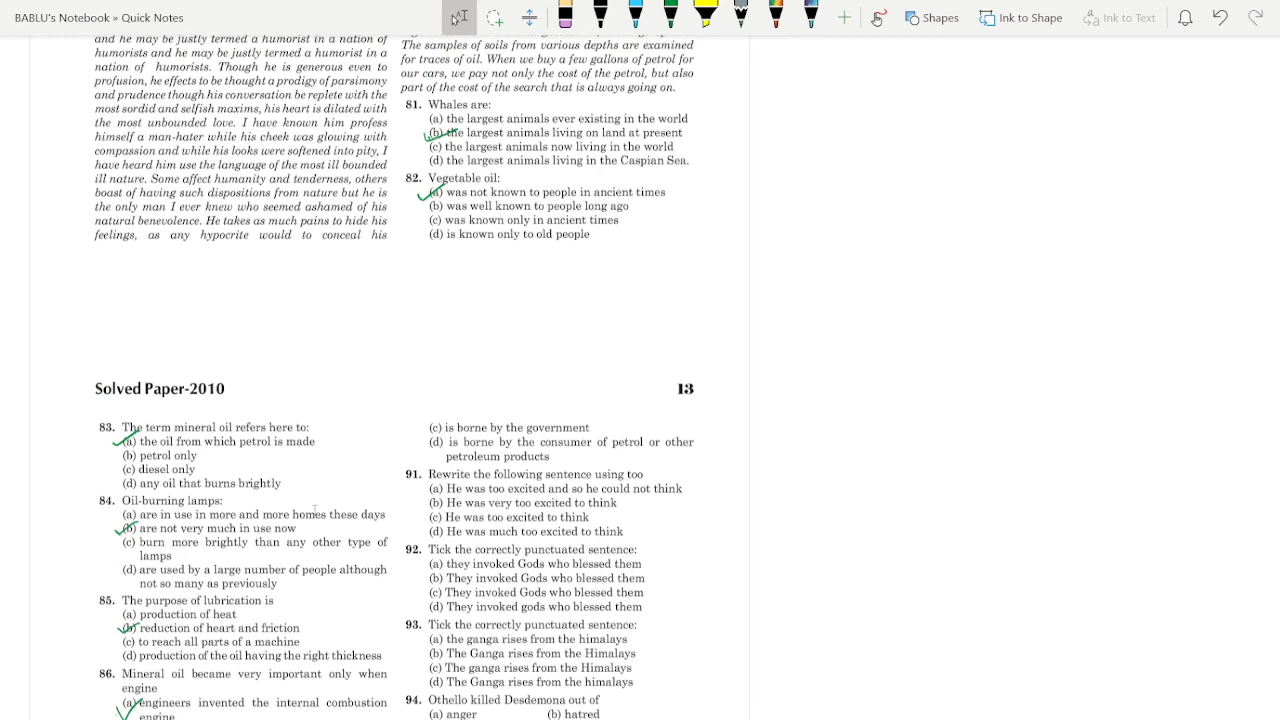 BABLU's Notebook » Quick Notes
Shapes
Ink to Shape
Ink to Text
and he may be justly termed a humorist in a nation of
humorists and he may be justly termed a humorist in a
nation of humorists. Though he is generous even to
profusion, he effects to be thought a prodigy of parsimony
and prudence though his conversation be replete with the
most sordid and selfish maxims, his heart is dilated with
the most unbounded love. I have known him profess
himself a man-hater while his cheek was glowing with
compassion and while his looks were softened into pity, I
have heard him use the language of the most ill bounded
ill nature. Some affect humanity and tenderness, others
boast of having such dispositions from nature but he is
the only man I ever knew who seemed ashamed of his
natural benevolence. He takes as much pains to hide his
feelings, as any hypocrite would to conceal his
The samples of soils from various depths are examined
for traces of oil. When we buy a few gallons of petrol for
our cars, we pay not only the cost of the petrol, but also
part of the cost of the search that is always going on.
81. Whales are:
(a) the largest animals ever existing in the world
(b) the largest animals living on land at present
(c) the largest animals now living in the world
(d) the largest animals living in the Caspian Sea.
82. Vegetable oil:
(a) was not known to people in ancient times
(b) was well known to people long ago
(c) was known only in ancient times
(d) is known only to old people
Solved Paper-2010
13
83. The term mineral oil refers here to:
(a) the oil from which petrol is made
(b) petrol only
(c) diesel only
(d) any oil that burns brightly
84. Oil-burning lamps:
(a) are in use in more and more homes these days
(b) are not very much in use now
(c) burn more brightly than any other type of
lamps
(d) are used by a large number of people although
not so many as previously
85. The purpose of lubrication is
(a) production of heat
(b) reduction of heart and friction
(c) to reach all parts of a machine
(d) production of the oil having the right thickness
86. Mineral oil became very important only when
engine
(a) engineers invented the internal combustion
engine
(c) is borne by the government
(d) is borne by the consumer of petrol or other
petroleum products
91. Rewrite the following sentence using too
(a) He was too excited and so he could not think
(b) He was very too excited to think
(c) He was too excited to think
(d) He was much too excited to think
92. Tick the correctly punctuated sentence:
(a) they invoked Gods who blessed them
(b) They invoked Gods who blessed them
(c) They invoked Gods who blessed them
(d) They invoked gods who blessed them
93. Tick the correctly punctuated sentence:
(a) the ganga rises from the himalays
(b) The Ganga rises from the Himalays
(c) The ganga rises from the Himalays
(d) The Ganga rises from the himalays
94. Othello killed Desdemona out of
(a) anger (b) hatred